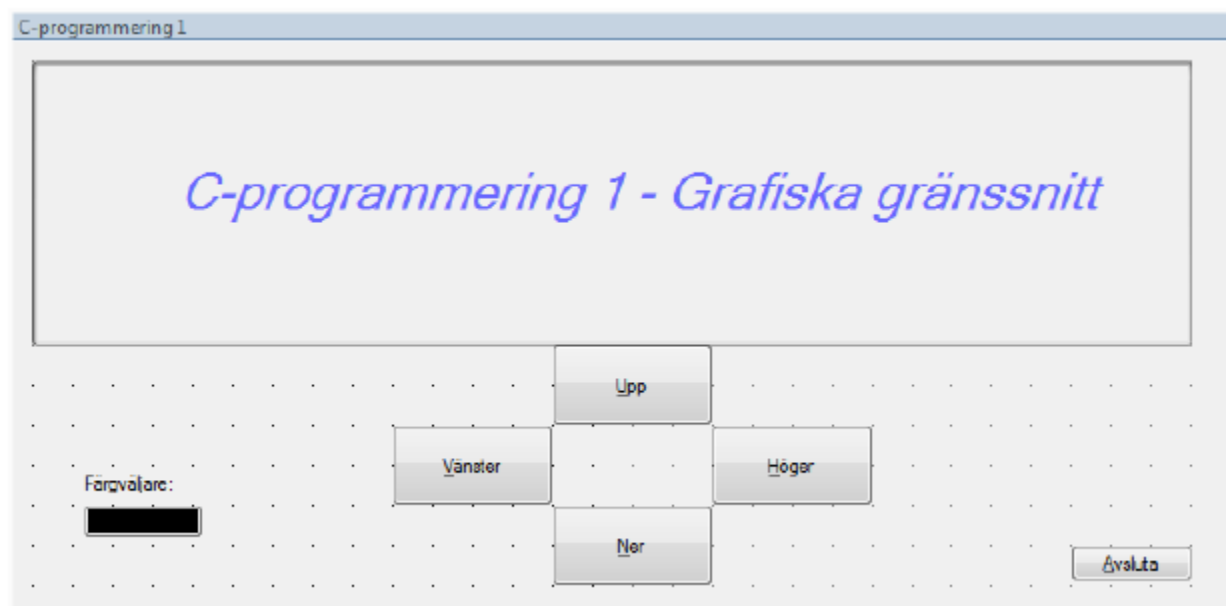 C-programmering 1
C-programmering 1 - Grafiska gränssnitt
Upp
Vänster
Höger
Färgväljare:
Ner
Avsluta